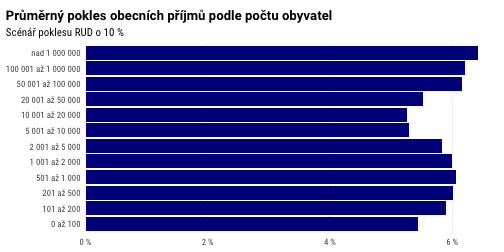 Průměrný pokles obecních příjmů podle počtu obyvatel
Scénář poklesu RUD o 10 %
nad 1 000 000
100 001 až 1 000 000
50 001 až 100 000
20 001 až 50 000
10 001 až 20 000
5 001 až 10 000
2 001 až 5 000
1 001 až 2 000
501 až 1 000
201 až 500
101 až 200
0 až 100
0 % 2 % 4 % 6 %